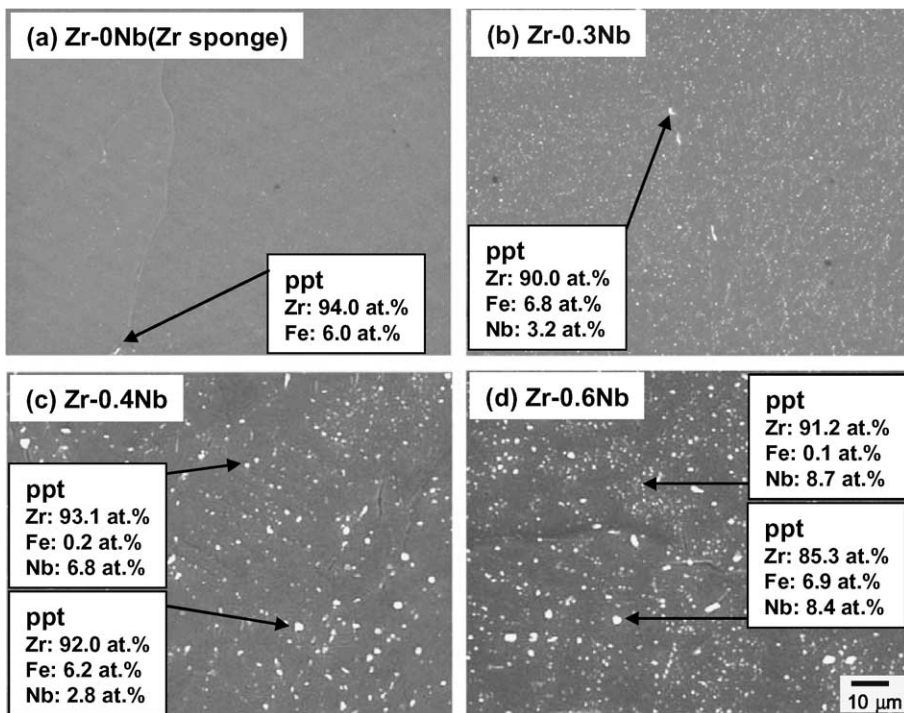 (a) Zr-0Nb(Zr sponge)
ppt
Zr: 94.0 at.%
Fe: 6.0 at.%
(b) Zr-0.3Nb
ppt
Zr: 90.0 at.%
Fe: 6.8 at.%
Nb: 3.2 at.%
(c) Zr-0.4Nb
ppt
Zr: 93.1 at.%
Fe: 0.2 at.%
Nb: 6.8 at.%
ppt
Zr: 92.0 at.%
Fe: 6.2 at.%
Nb: 2.8 at.%
(d) Zr-0.6Nb
ppt
Zr: 91.2 at.%
Fe: 0.1 at.%
Nb: 8.7 at.%
ppt
Zr: 85.3 at.%
Fe: 6.9 at.%
Nb: 8.4 at.%
10 μm